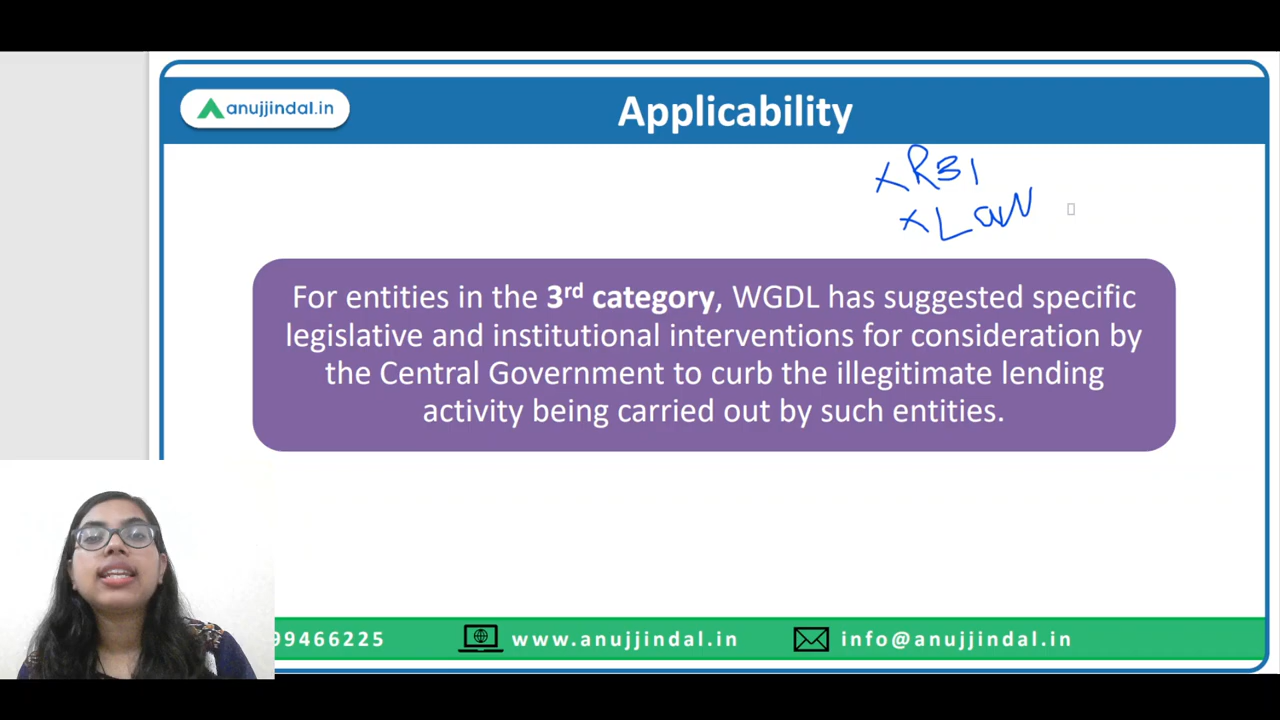 anujjindal.in
Applicability
xRBI
xLaw
For entities in the 3rd category, WGDL has suggested specific
legislative and institutional interventions for consideration by
the Central Government to curb the illegitimate lending
activity being carried out by such entities.
99466225 www.anujjindal.in info@anujjindal.in